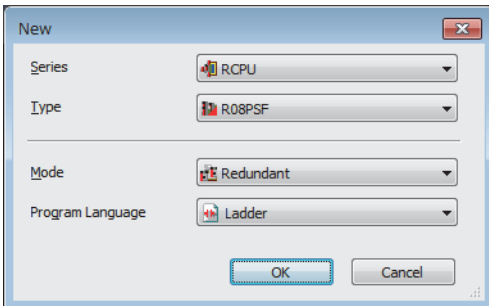 New
Series
RCPU
Type
R08PSF
Mode
Redundant
Program Language
Ladder
OK
Cancel